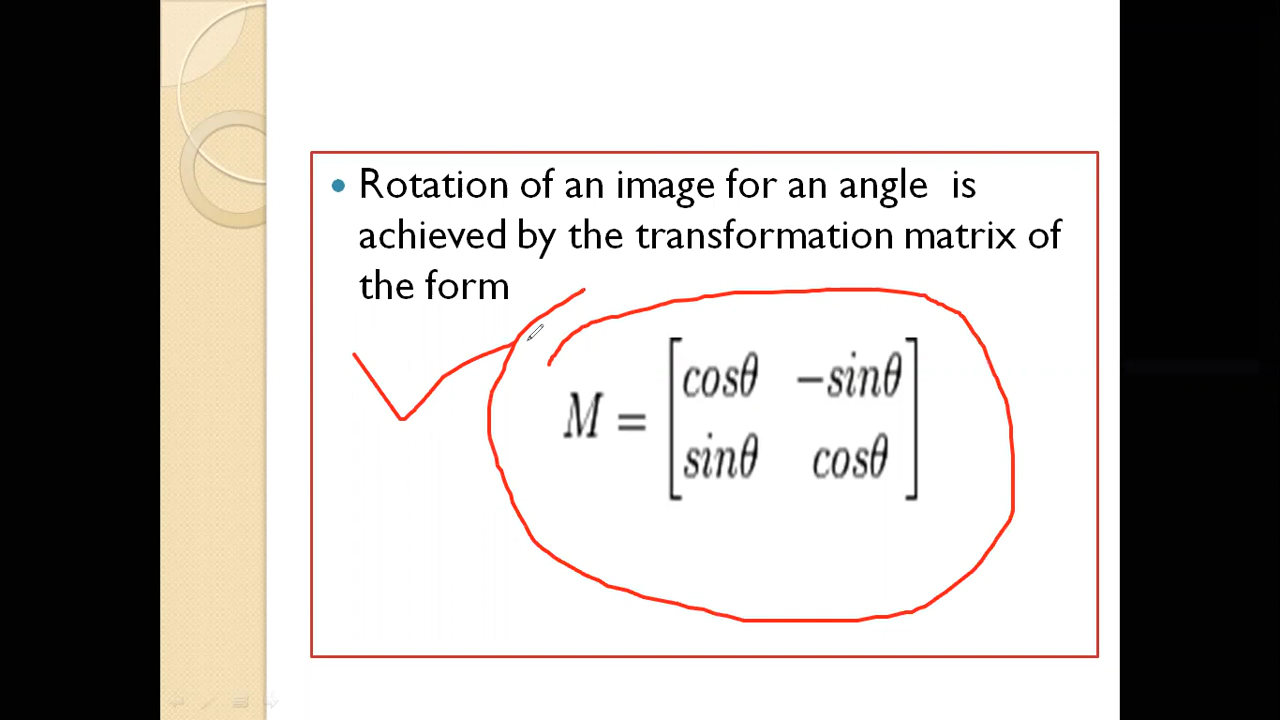 • Rotation of an image for an angle  is
achieved by the transformation matrix of
the form
M = [cosθ −sinθ
sinθ cosθ]